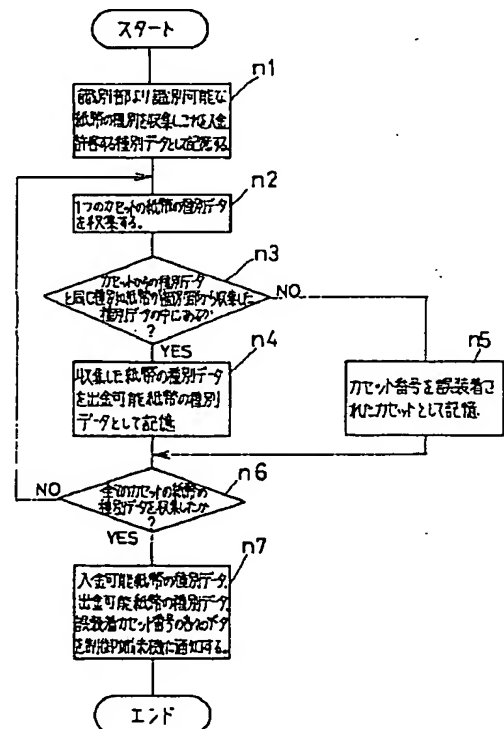 スタート
n1
識別部より識別可能な
紙幣の種別を収集しこれを入金
許容する種別データとして記憶する。
n2
1つのカセットの紙幣の種別データ
を収集する。
n3
カセットからの種別データ
と同じ種別の紙幣が識別部から収集した
種別データの中にあるか
?
NO
YES
n4
n5
収集した紙幣の種別データ
を出金可能紙幣の種別
データとして記憶
カセット番号を誤装着さ
れたカセットとして記憶.
n6
全てのカセットの紙幣の
種別データを収集したか
?
NO
YES
n7
入金可能紙幣の種別データ,
出金可能紙幣の種別データ,
誤装着カセット番号の各々のデータ
を制御部に通知する。
エンド